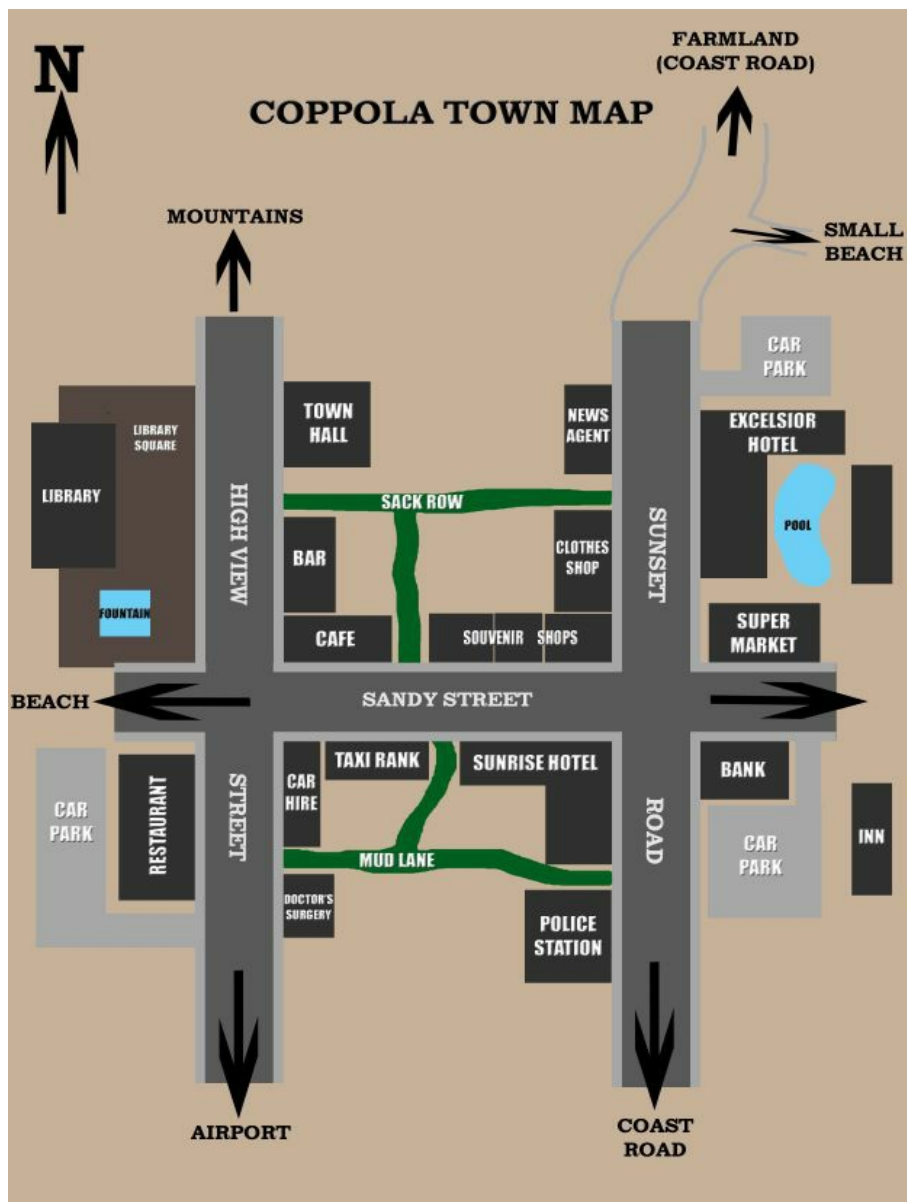 FARMLAND
(COAST ROAD)
N
COPPOLA TOWN MAP
MOUNTAINS
SMALL
BEACH
CAR
PARK
TOWN
HALL
NEWS
AGENT
LIBRARY
SQUARE
EXCELSIOR
HOTEL
LIBRARY
HIGH VIEW
SACK ROW
SUNSET
POOL
BAR
CLOTHES
SHOP
FOUNTAIN
CAFE
SOUVENIR SHOPS
SUPER
MARKET
BEACH
SANDY STREET
STREET
CAR
HIRE
TAXI RANK
SUNRISE HOTEL
BANK
CAR
PARK
RESTAURANT
ROAD
CAR
PARK
INN
MUD LANE
DOCTOR'S
SURGERY
POLICE
STATION
AIRPORT
COAST
ROAD